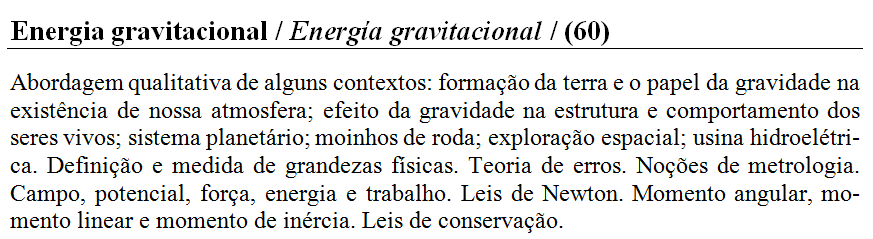 Energia gravitacional / Energía gravitacional / (60)
Abordagem qualitativa de alguns contextos: formação da terra e o papel da gravidade na
existência de nossa atmosfera; efeito da gravidade na estrutura e comportamento dos
seres vivos; sistema planetário; moinhos de roda; exploração espacial; usina hidroelétri-
ca. Definição e medida de grandezas físicas. Teoria de erros. Noções de metrologia.
Campo, potencial, força, energia e trabalho. Leis de Newton. Momento angular, mo-
mento linear e momento de inércia. Leis de conservação.